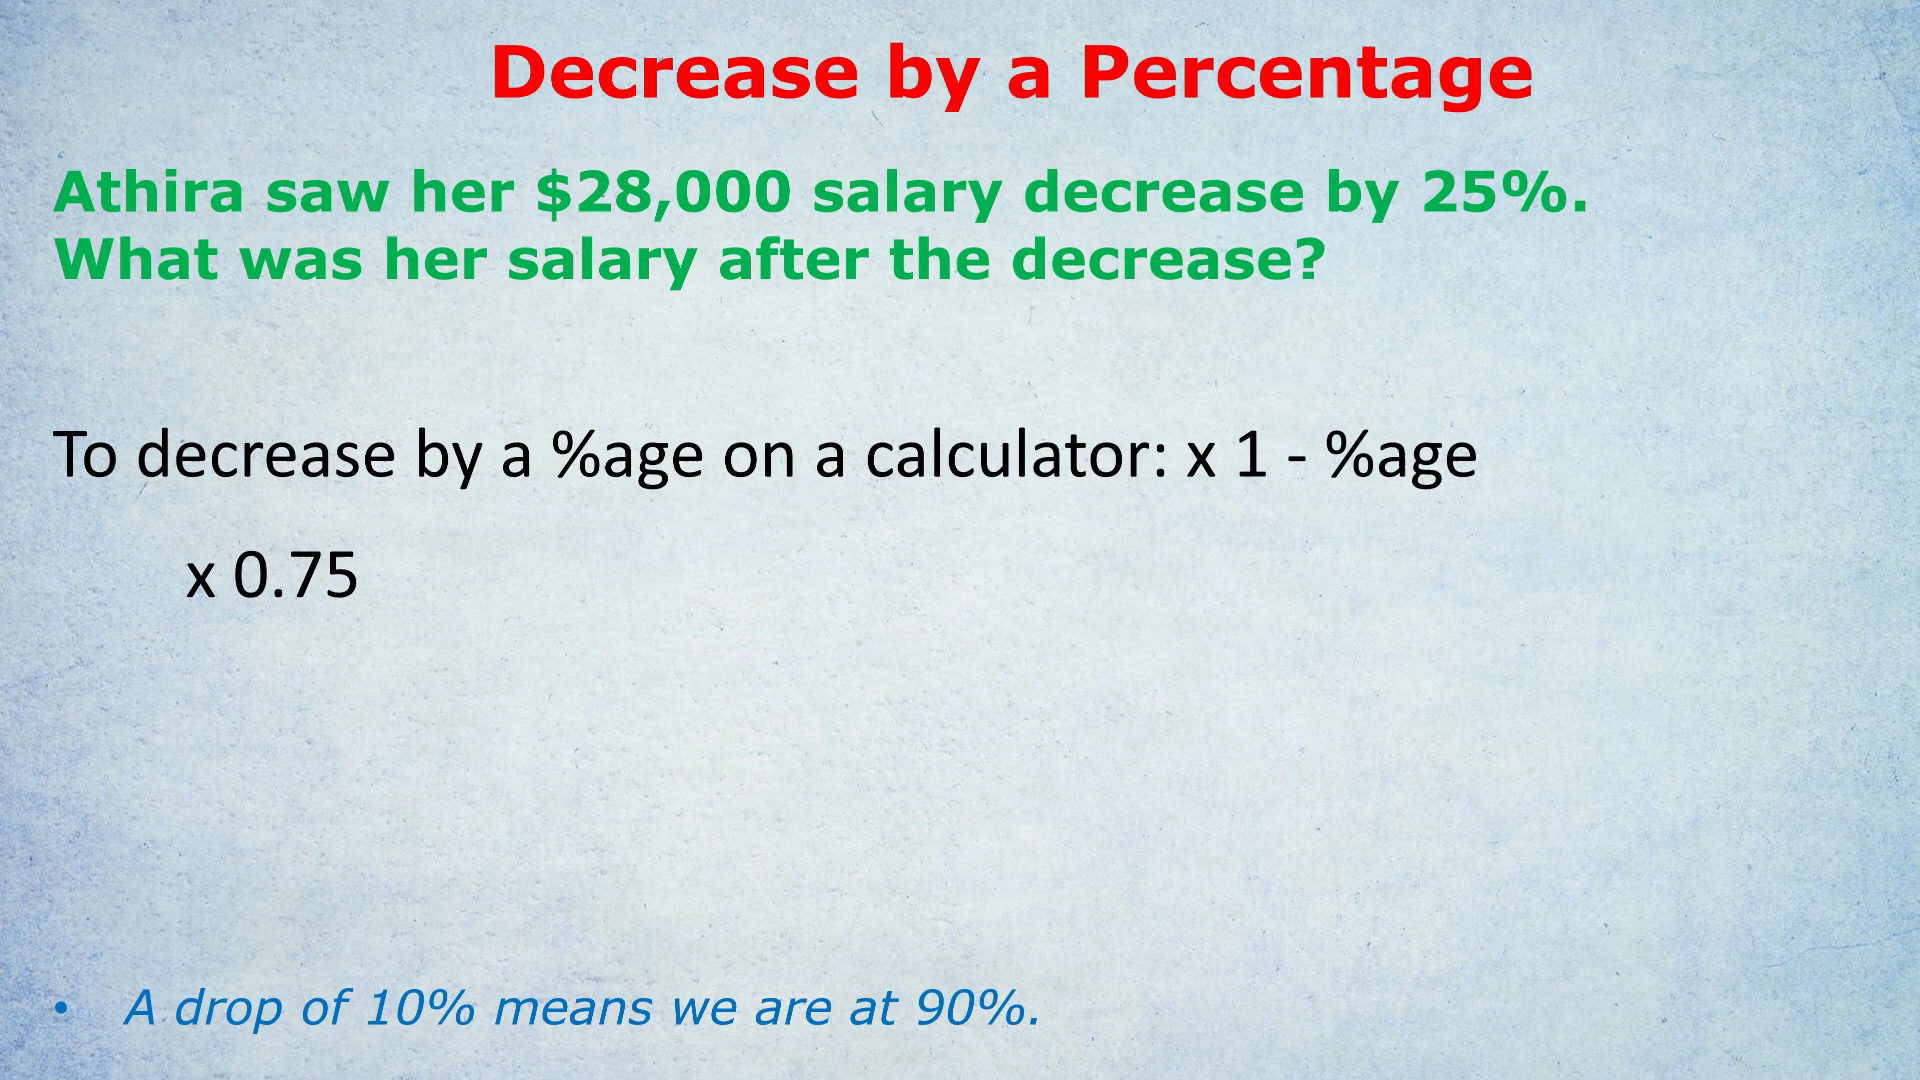 Decrease by a Percentage
Athira saw her $28,000 salary decrease by 25%.
What was her salary after the decrease?
To decrease by a %age on a calculator: x 1 - %age
x 0.75
• A drop of 10% means we are at 90%.